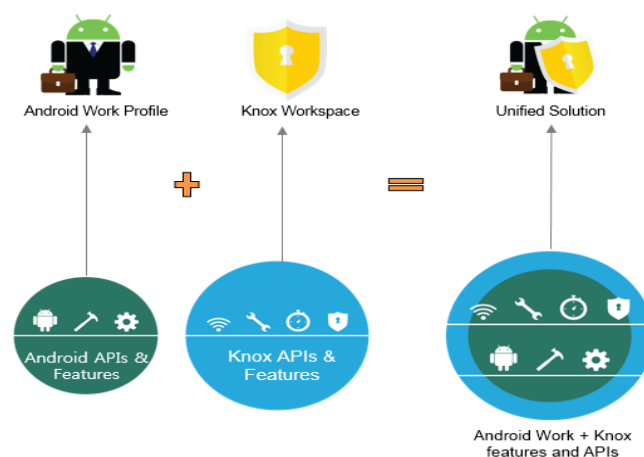 Android Work Profile
Knox Workspace
Unified Solution
Android APIs &
Features
Knox APIs &
Features
Android Work + Knox
features and APIs